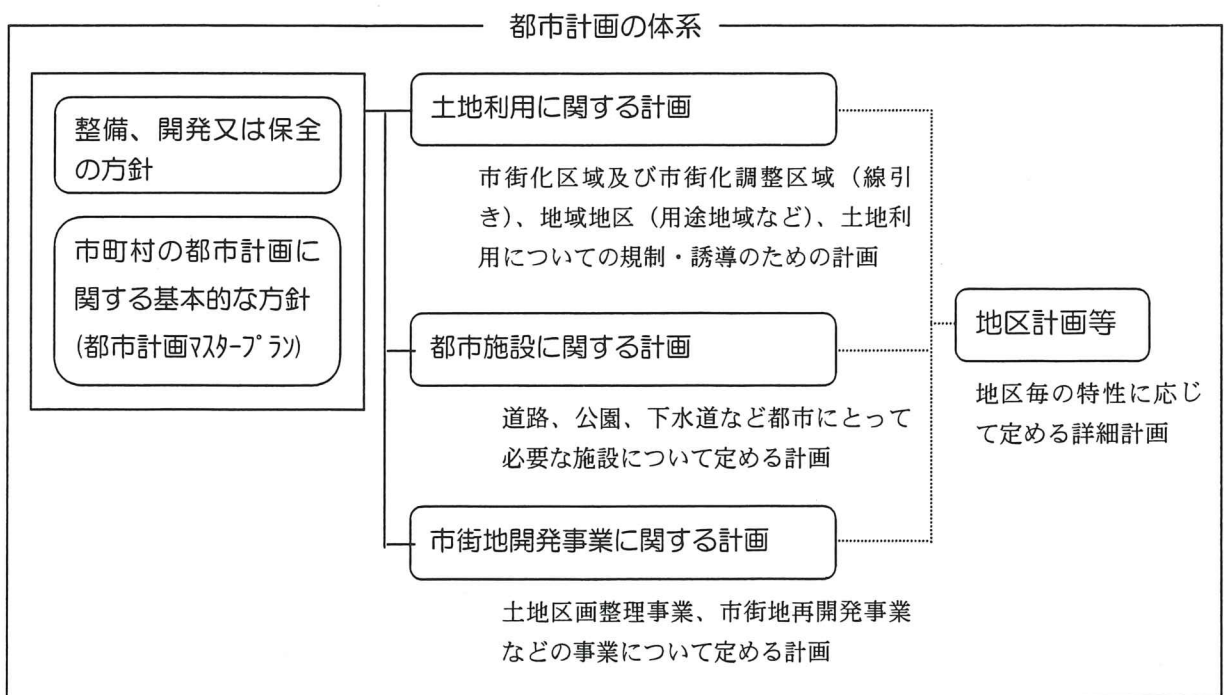 都市計画の体系
整備、開発又は保全
の方針
市町村の都市計画に
関する基本的な方針
(都市計画ﾏｽﾀｰﾌﾟﾗﾝ)
土地利用に関する計画
市街化区域及び市街化調整区域（線引
き）、地域地区（用途地域など）、土地利
用についての規制・誘導のための計画
都市施設に関する計画
道路、公園、下水道など都市にとって
必要な施設について定める計画
市街地開発事業に関する計画
土地区画整理事業、市街地再開発事業
などの事業について定める計画
地区計画等
地区毎の特性に応じ
て定める詳細計画